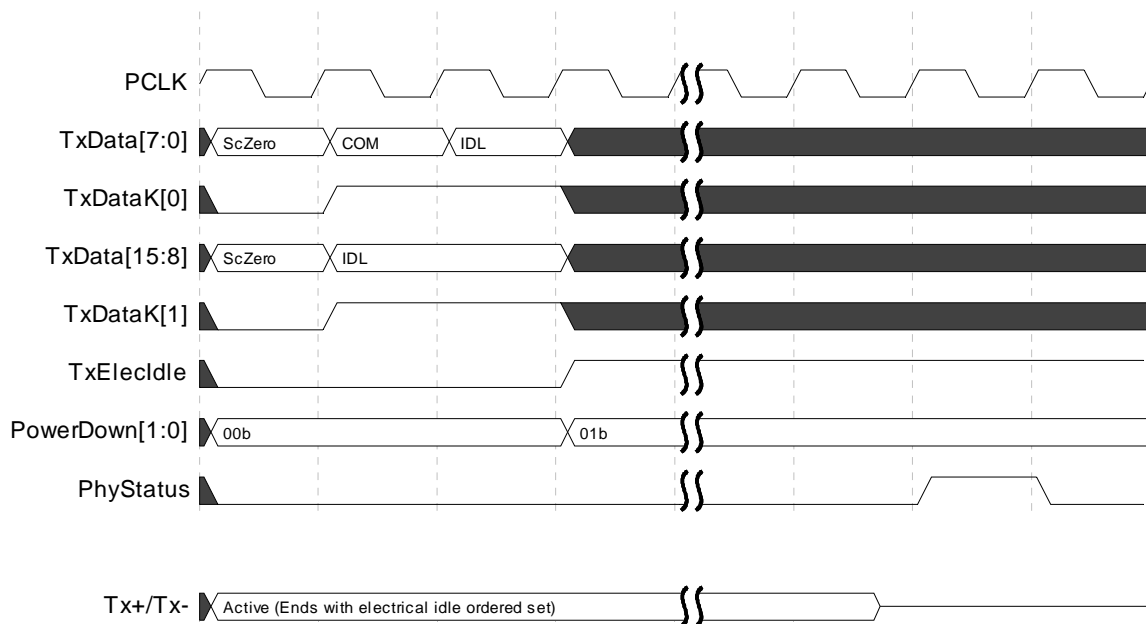 PCLK
TxData[7:0] ScZero COM IDL
TxDataK[0]
TxData[15:8] ScZero IDL
TxDataK[1]
TxElecIdle
PowerDown[1:0] 00b 01b
PhyStatus
Tx+/Tx- Active (Ends with electrical idle ordered set)